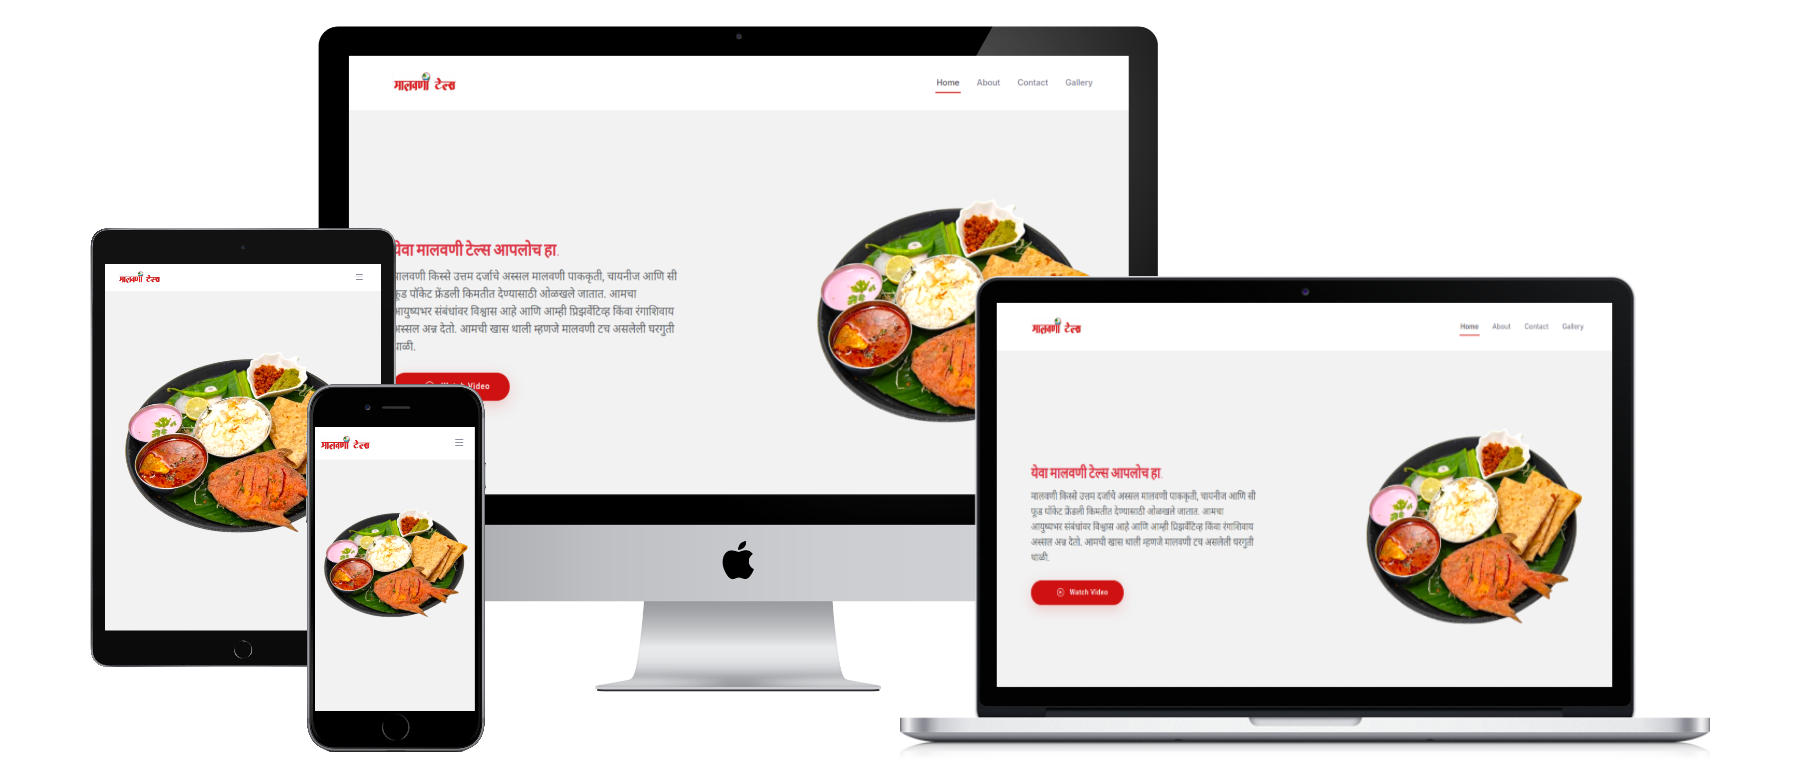 मालवणी टेल्स
Home About Contact Gallery
येवा मालवणी टेल्स आपलोच हा.
मालवणी किस्से उत्तम दर्जाचे अस्सल मालवणी पाककृती, चायनीज आणि सी
फूड पॉकेट फ्रेंडली किमतीत देण्यासाठी ओळखले जातात. आमचा
आयुष्यभर संबंधांवर विश्वास आहे आणि आम्ही प्रिझर्वेटिव्ह किंवा रंगाशिवाय
अस्सल अन्न देतो. आमची खास थाली म्हणजे मालवणी टच असलेली घरगुती
थाळी.
Watch Video
मालवणी टेल्स
मालवणी टेल्स
मालवणी टेल्स
Home About Contact Gallery
येवा मालवणी टेल्स आपलोच हा.
मालवणी किस्से उत्तम दर्जाचे अस्सल मालवणी पाककृती, चायनीज आणि सी
फूड पॉकेट फ्रेंडली किमतीत देण्यासाठी ओळखले जातात. आमचा
आयुष्यभर संबंधांवर विश्वास आहे आणि आम्ही प्रिझर्वेटिव्ह किंवा रंगाशिवाय
अस्सल अन्न देतो. आमची खास थाली म्हणजे मालवणी टच असलेली घरगुती
थाळी.
Watch Video